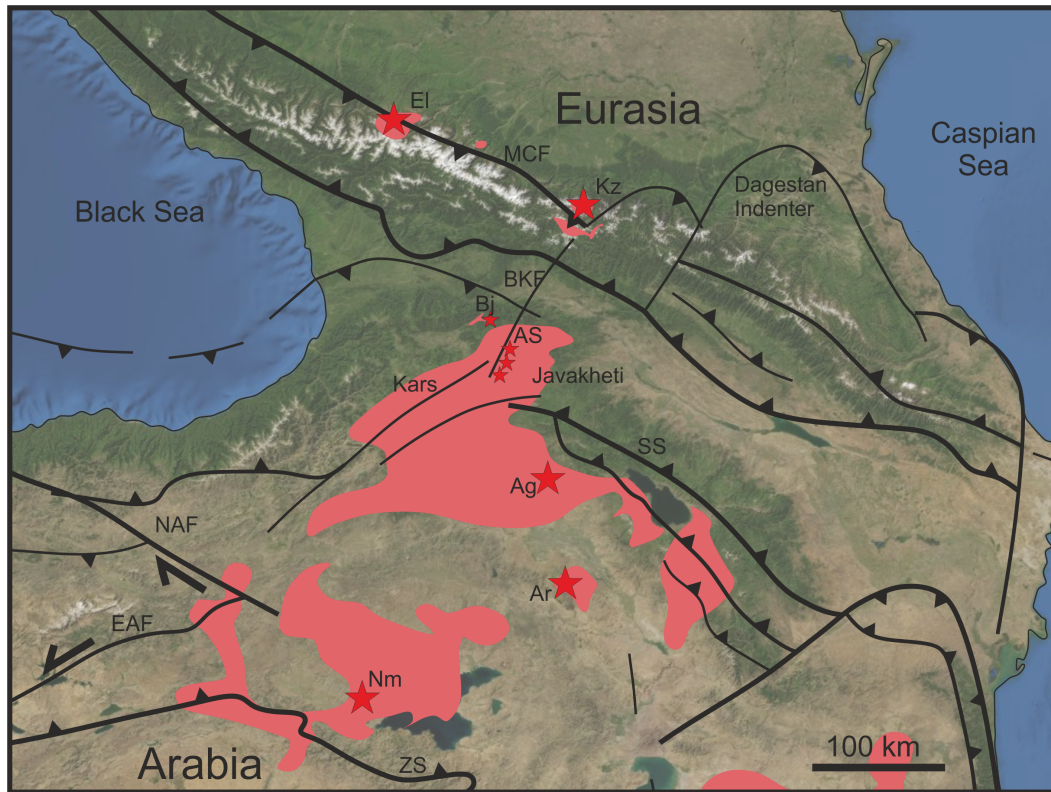 El
Eurasia
Caspian
Sea
MCF
Kz
Dagestan
Indenter
Black Sea
BKF
Bj
AS
Kars
Javakheti
SS
Ag
NAF
Ar
EAF
Nm
100 km
Arabia
ZS